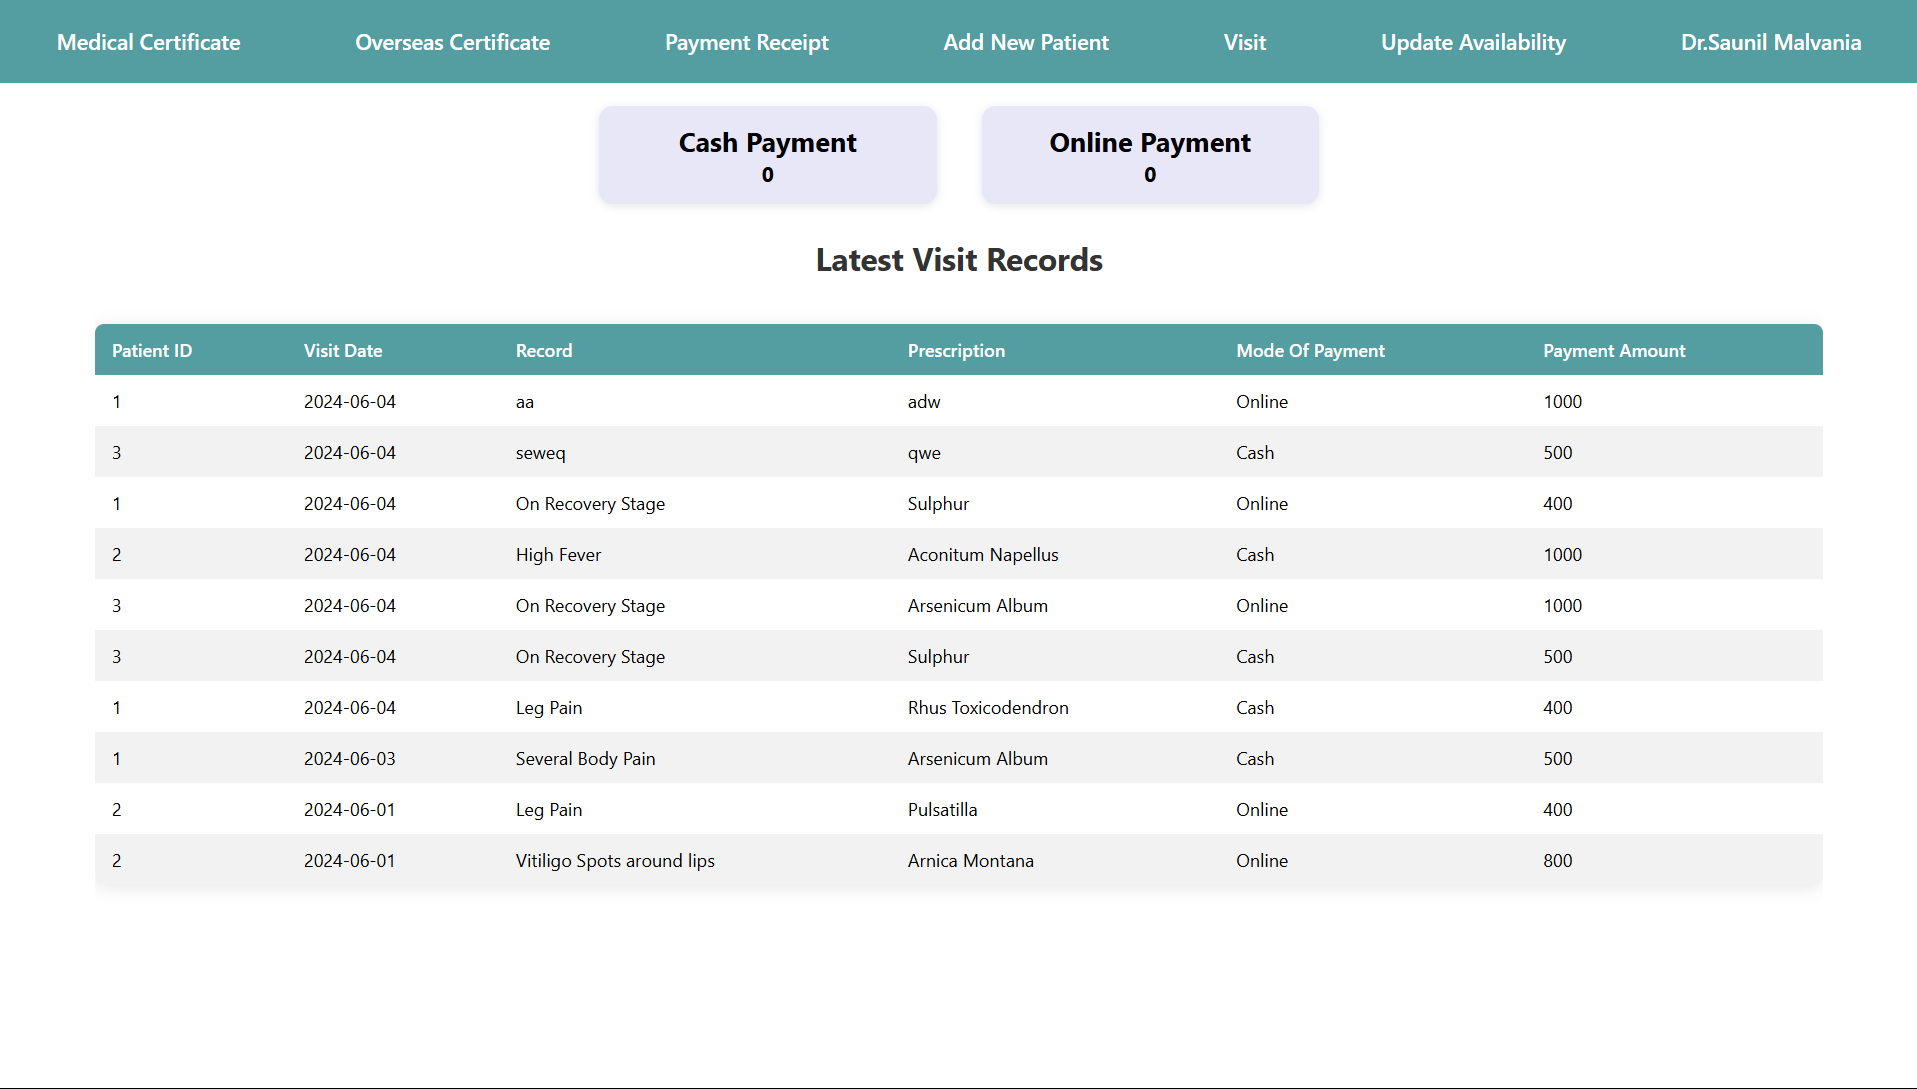 Medical Certificate Overseas Certificate Payment Receipt Add New Patient Visit Update Availability Dr.Saunil Malvania
Cash Payment
0
Online Payment
0
Latest Visit Records
Patient ID Visit Date Record Prescription Mode Of Payment Payment Amount
1 2024-06-04 aa adw Online 1000
3 2024-06-04 seweq qwe Cash 500
1 2024-06-04 On Recovery Stage Sulphur Online 400
2 2024-06-04 High Fever Aconitum Napellus Cash 1000
3 2024-06-04 On Recovery Stage Arsenicum Album Online 1000
3 2024-06-04 On Recovery Stage Sulphur Cash 500
1 2024-06-04 Leg Pain Rhus Toxicodendron Cash 400
1 2024-06-03 Several Body Pain Arsenicum Album Cash 500
2 2024-06-01 Leg Pain Pulsatilla Online 400
2 2024-06-01 Vitiligo Spots around lips Arnica Montana Online 800